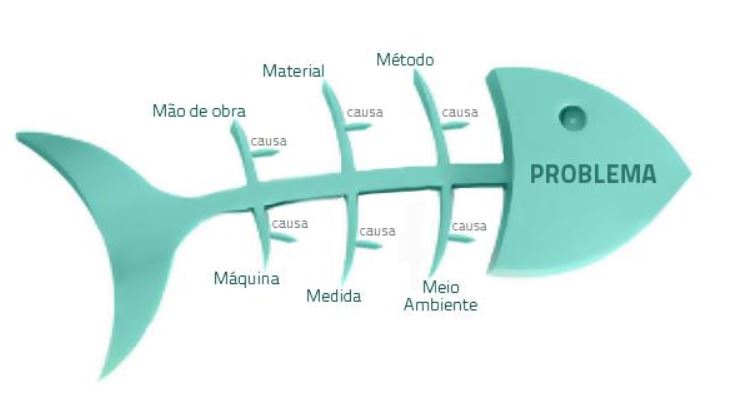 Método
Material
Mão de obra
causa
causa
causa
PROBLEMA
causa
causa
causa
Máquina
Medida
Meio
Ambiente